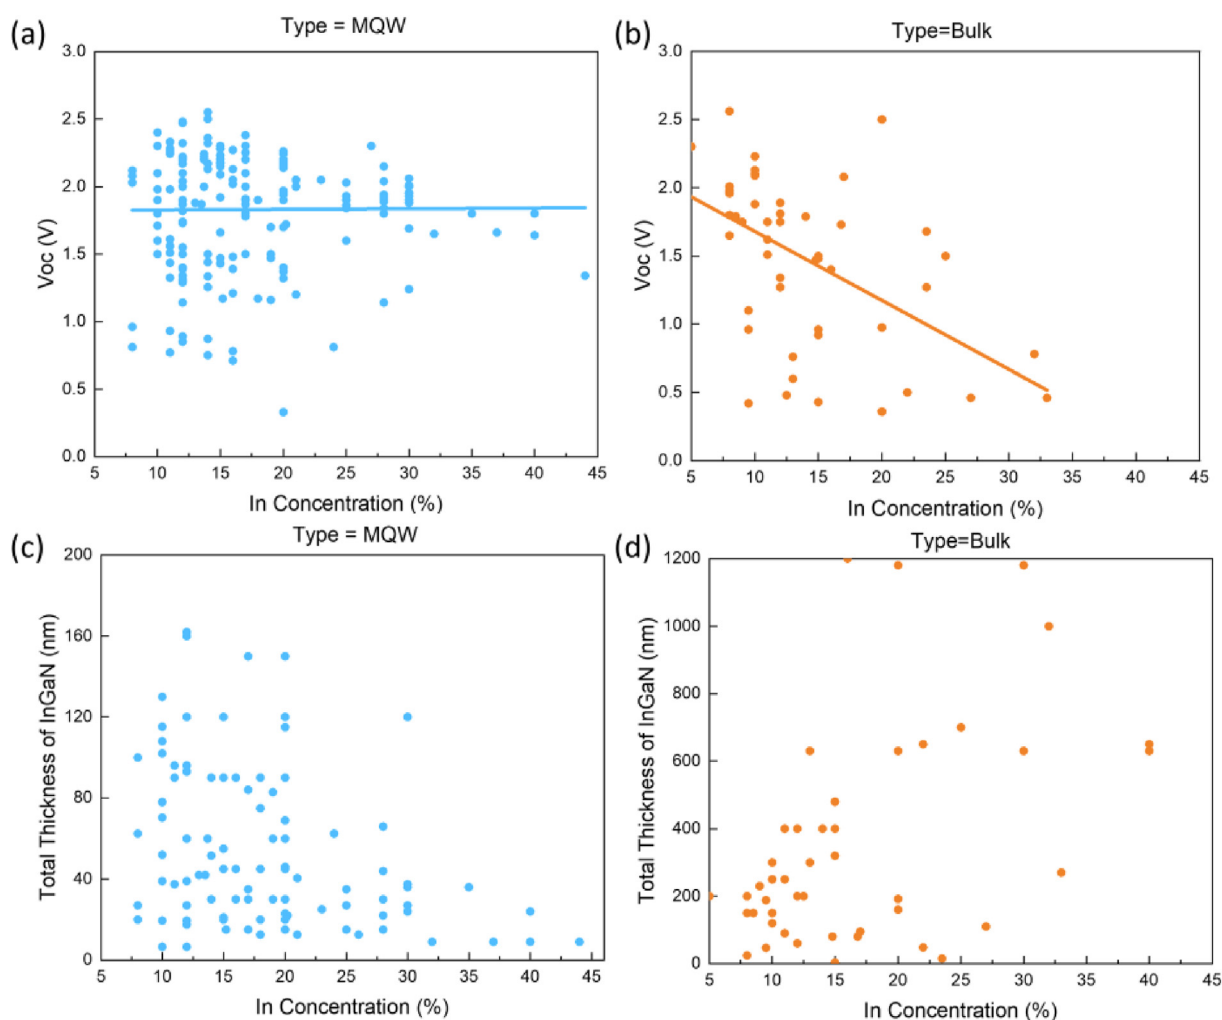 (a)
Type = MQW
3.0
2.5
2.0
1.5
1.0
0.5
0.0
Voc (V)
5 10 15 20 25 30 35 40 45
In Concentration (%)
(b)
Type=Bulk
3.0
2.5
2.0
1.5
1.0
0.5
0.0
Voc (V)
5 10 15 20 25 30 35 40 45
In Concentration (%)
(c)
Type = MQW
200
160
120
80
40
0
Total Thickness of InGaN (nm)
5 10 15 20 25 30 35 40 45
In Concentration (%)
(d)
Type=Bulk
1200
1000
800
600
400
200
0
Total Thickness of InGaN (nm)
5 10 15 20 25 30 35 40 45
In Concentration (%)